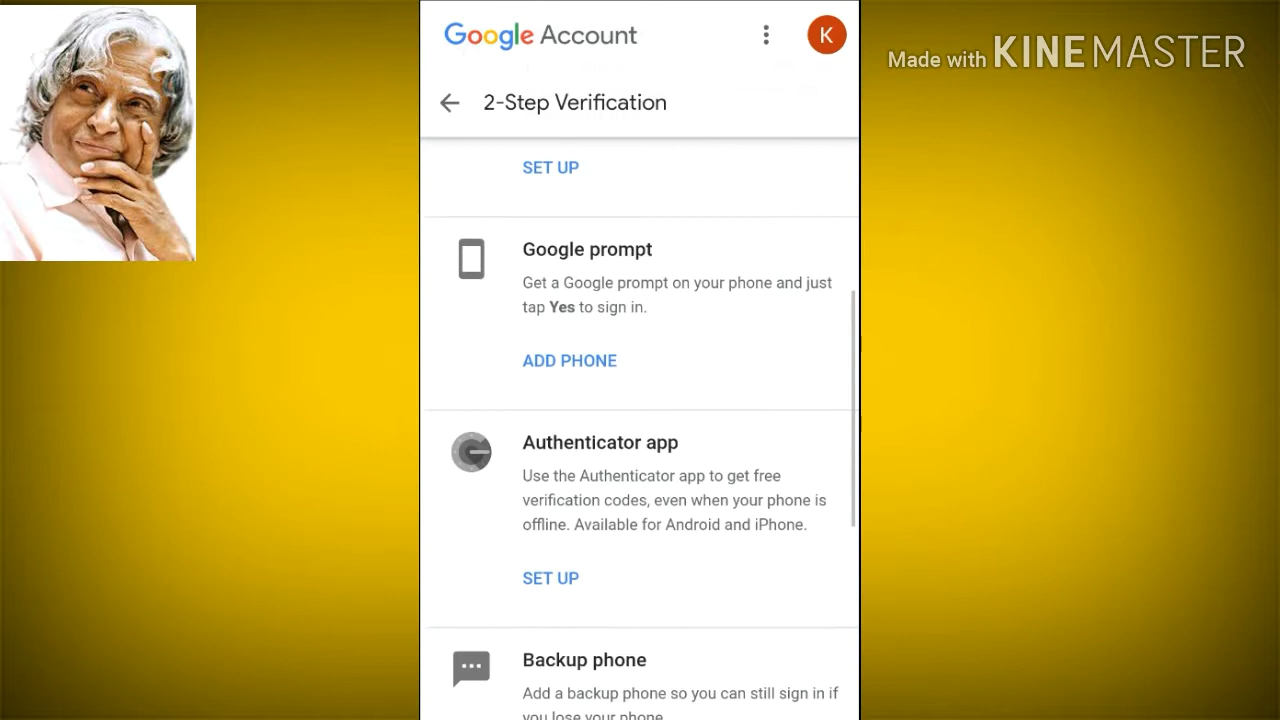 Google Account
K
Made with KINEMASTER
2-Step Verification
SET UP
Google prompt
Get a Google prompt on your phone and just
tap Yes to sign in.
ADD PHONE
Authenticator app
Use the Authenticator app to get free
verification codes, even when your phone is
offline. Available for Android and iPhone.
SET UP
Backup phone
Add a backup phone so you can still sign in if
you lose your phone